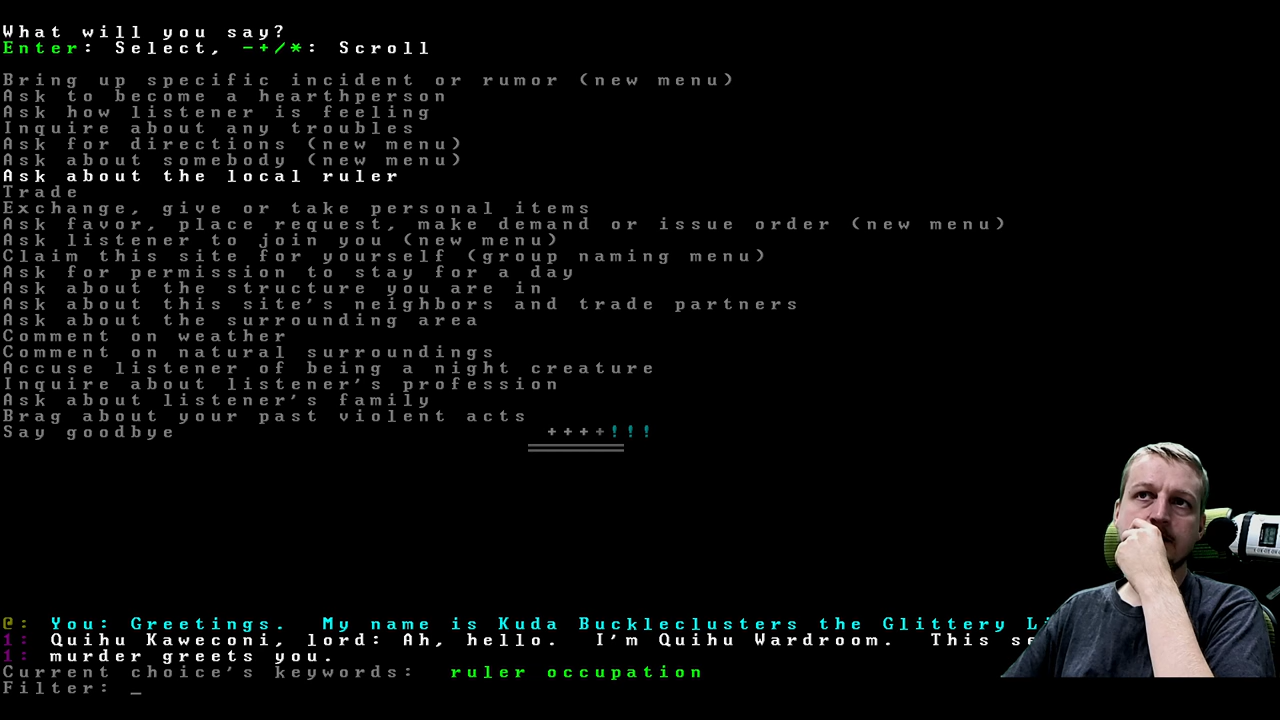 What will you say?
Enter: Select, -+/*: Scroll
Bring up specific incident or rumor (new menu)
Ask to become a hearthperson
Ask how listener is feeling
Inquire about any troubles
Ask for directions (new menu)
Ask about somebody (new menu)
Ask about the local ruler
Trade
Exchange, give or take personal items
Ask favor, place request, make demand or issue order (new menu)
Ask listener to join you (new menu)
Claim this site for yourself (group naming menu)
Ask for permission to stay for a day
Ask about the structure you are in
Ask about this site's neighbors and trade partners
Ask about the surrounding area
Comment on weather
Comment on natural surroundings
Accuse listener of being a night creature
Inquire about listener's profession
Ask about listener's family
Brag about your past violent acts
Say goodbye ++++!!!
@: You: Greetings. My name is Kuda Buckleclusters the Glittery
1: Quihu Kaweconi, lord: Ah, hello. I'm Quihu Wardroom. This
1: murder greets you.
Current choice's keywords: ruler occupation
Filter: _